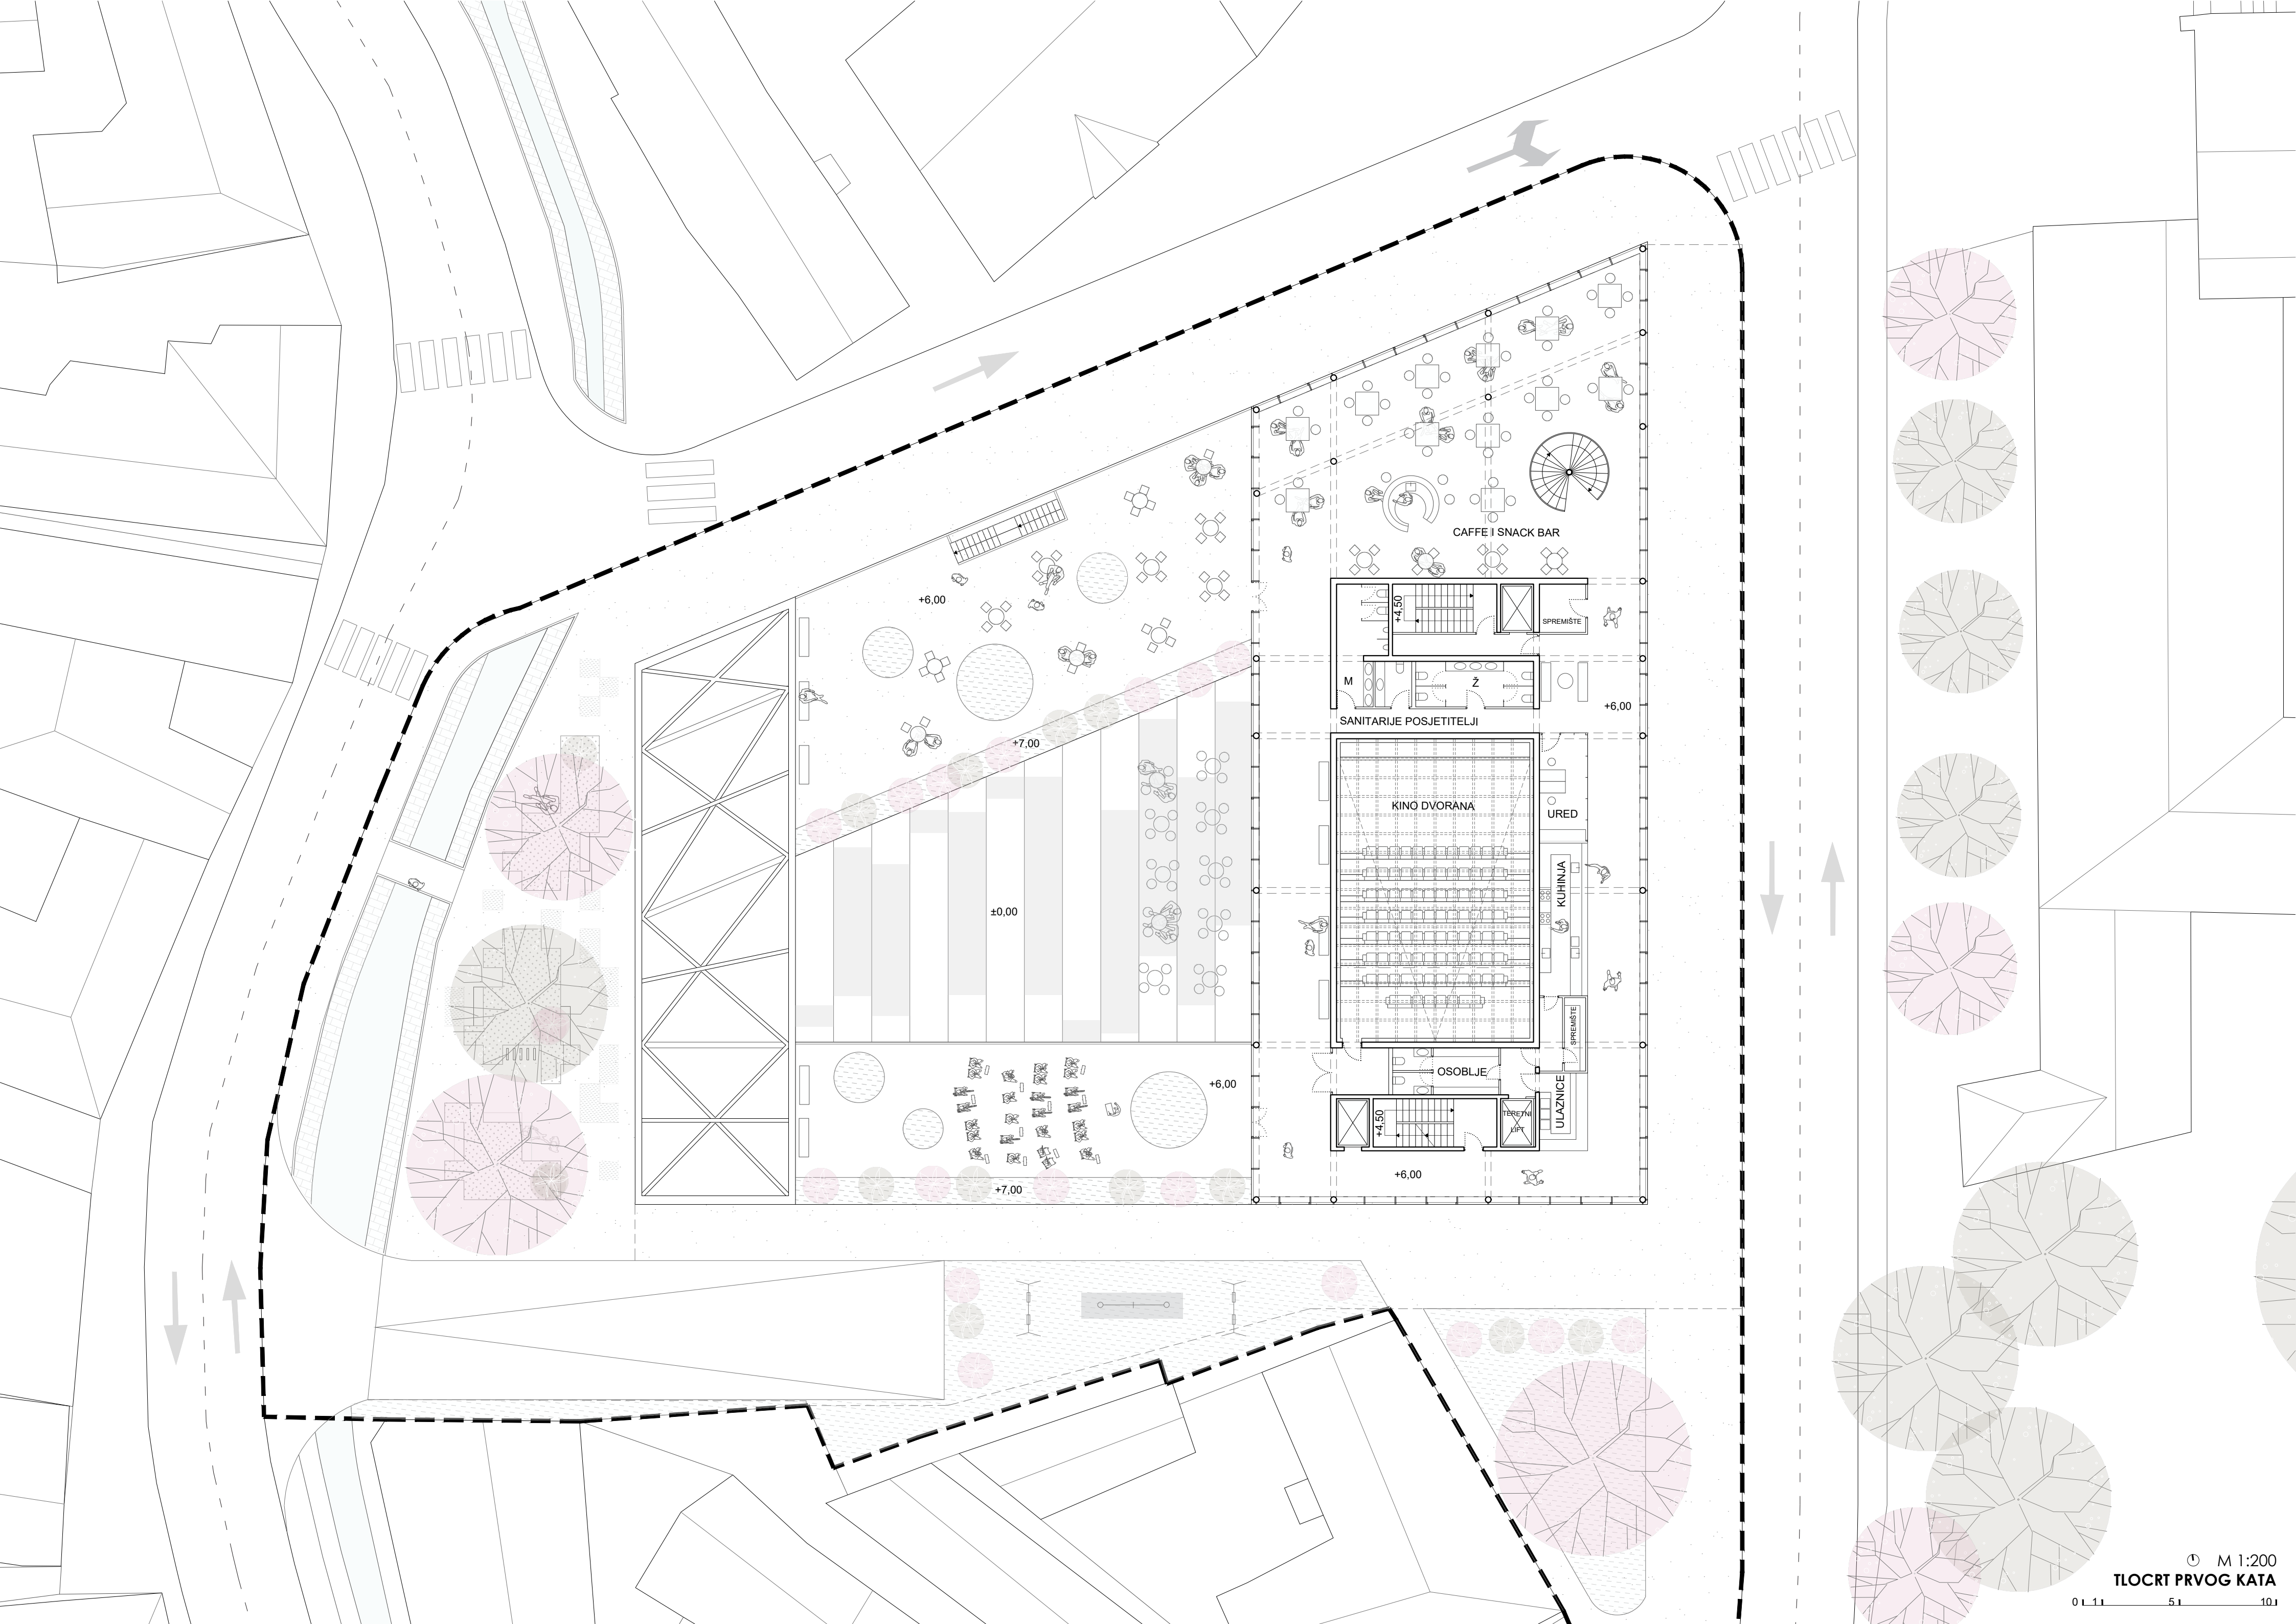 CAFFE I SNACK BAR
+6,00
+4,50
SPREMIŠTE
M
Ž
+6,00
SANITARIJE POSJETITELJI
+7,00
KINO DVORANA
URED
KUHINJA
±0,00
SPREMIŠTE
OSOBLJE
+6,00
ULAZNICE
TERETNI
LIFT
+4,50
+6,00
+7,00
M 1:200
TLOCRT PRVOG KATA
0 1 5 10